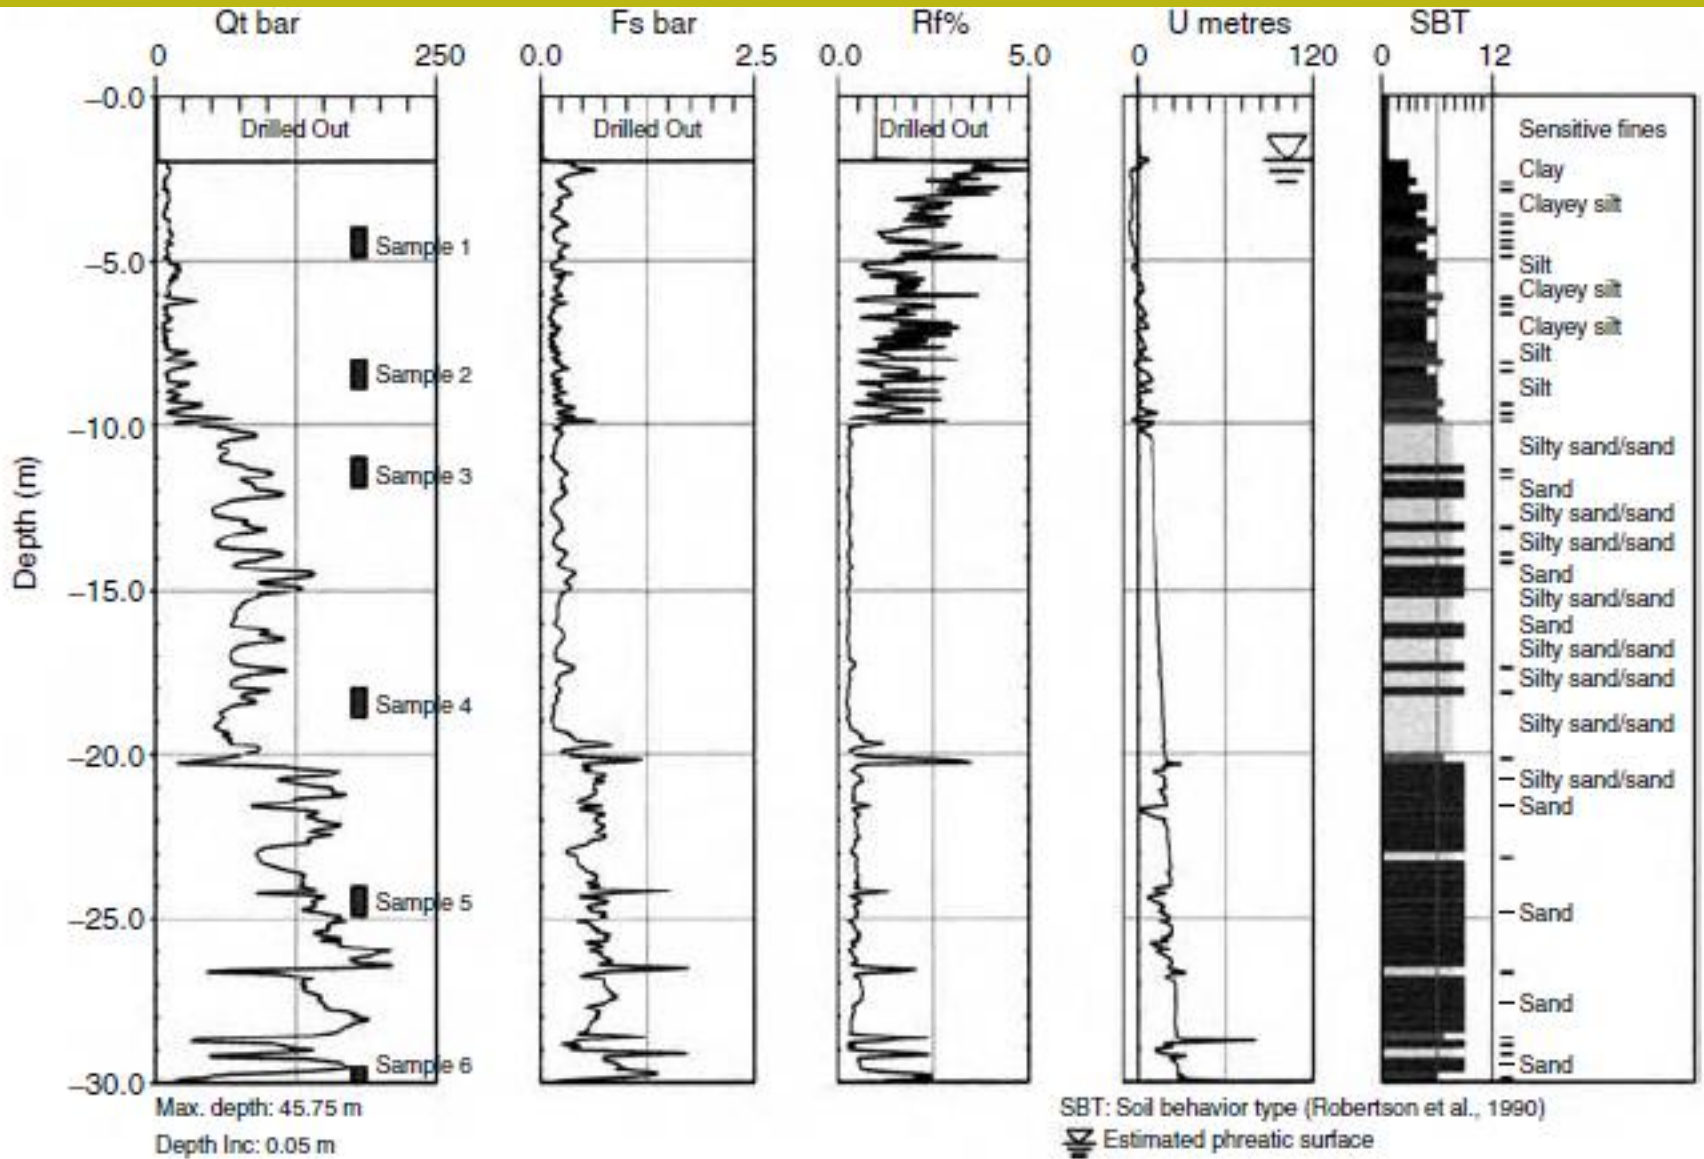 Qt bar Fs bar Rf% U metres SBT
0 250 0.0 2.5 0.0 5.0 0 120 0 12
–0.0
Drilled Out Drilled Out Drilled Out Sensitive fines
Clay
Clayey silt
Sample 1
–5.0 Silt
Clayey silt
Clayey silt
Silt
Sample 2 Silt
–10.0
Silty sand/sand
Sample 3
Sand
Silty sand/sand
Silty sand/sand
Depth (m)
Sand
–15.0 Silty sand/sand
Sand
Silty sand/sand
Silty sand/sand
Sample 4
Silty sand/sand
–20.0
Silty sand/sand
Sand
Sample 5 Sand
–25.0
Sand
Sample 6 Sand
–30.0
Max. depth: 45.75 m SBT: Soil behavior type (Robertson et al., 1990)
Depth Inc: 0.05 m Estimated phreatic surface